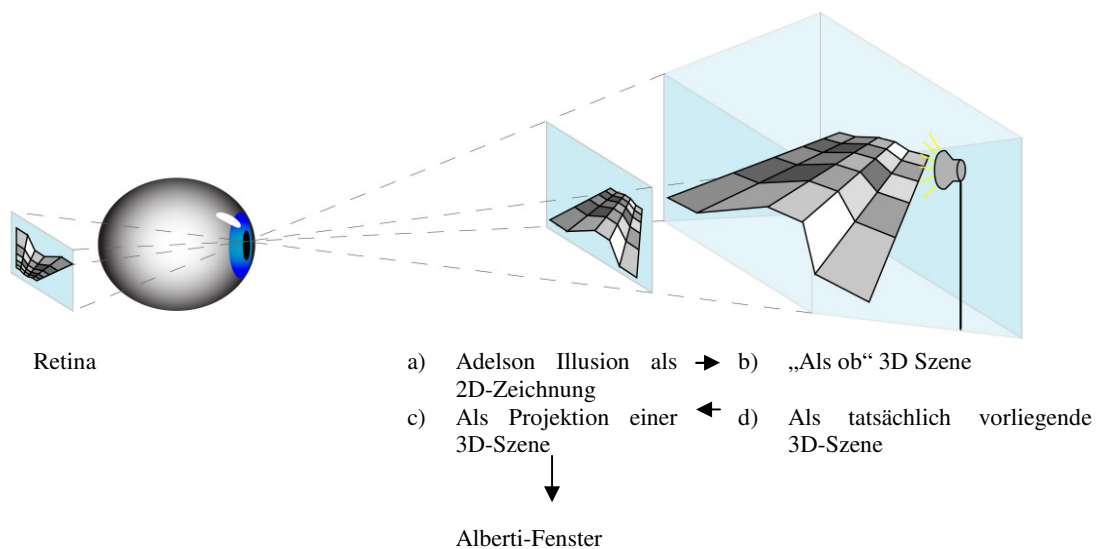 Retina
a) Adelson Illusion als
2D-Zeichnung
b) „Als ob“ 3D Szene
c) Als Projektion einer
3D-Szene
d) Als tatsächlich vorliegende
3D-Szene
Alberti-Fenster